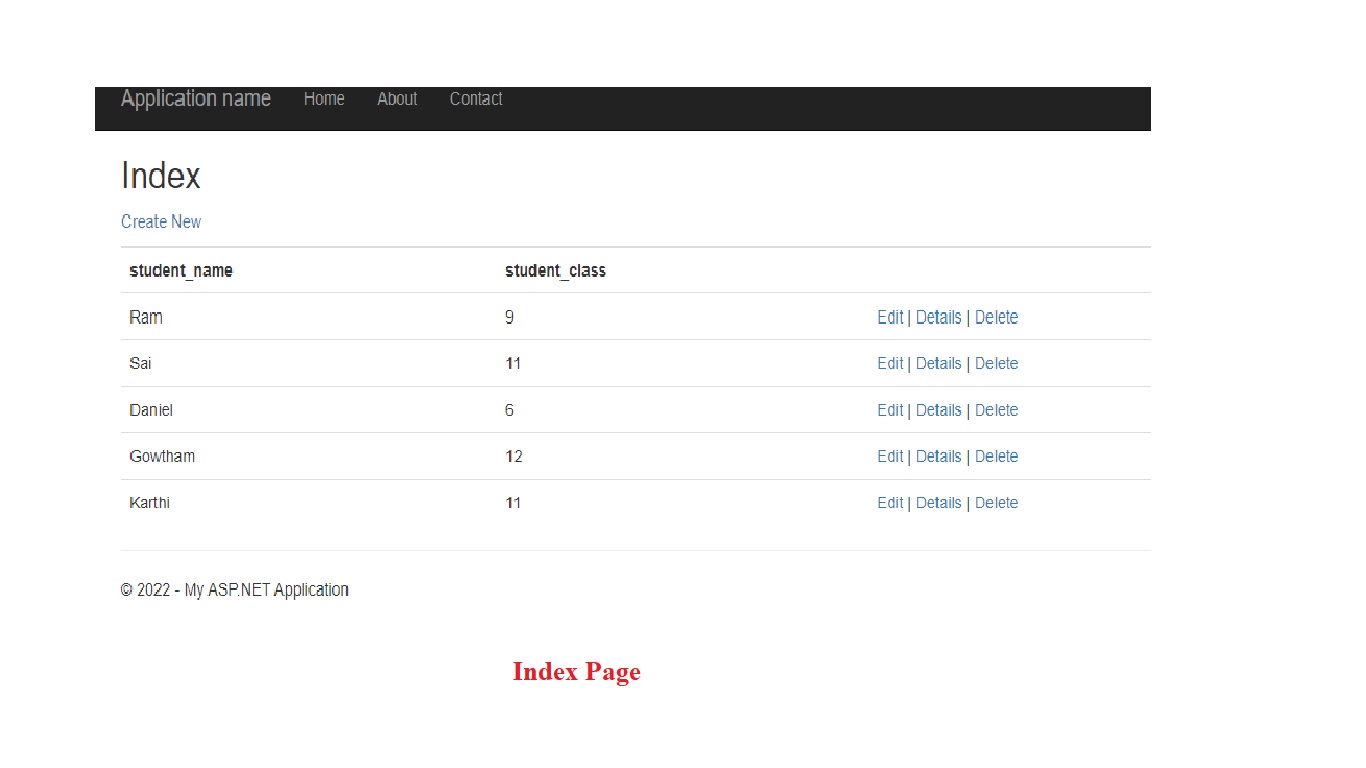 Application name Home About Contact
Index
Create New
student_name student_class
Ram 9 Edit | Details | Delete
Sai 11 Edit | Details | Delete
Daniel 6 Edit | Details | Delete
Gowtham 12 Edit | Details | Delete
Karthi 11 Edit | Details | Delete
© 2022 - My ASP.NET Application
Index Page